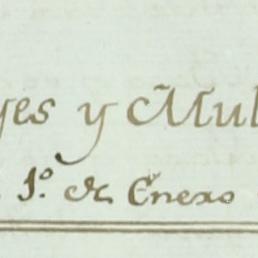 yes y Mul
1º. de Enero